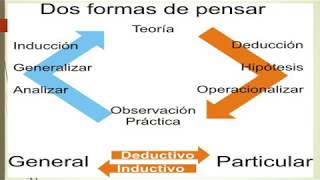 Dos formas de pensar
Teoría
Inducción
Generalizar
Analizar
Deducción
Hipótesis
Operacionalizar
Observación
Práctica
General
Deductivo
Inductivo
Particular